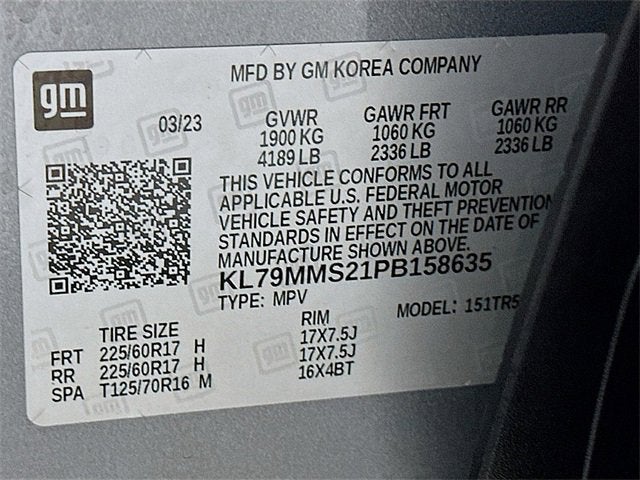 gm
MFD BY GM KOREA COMPANY
03/23
GVWR GAWR FRT GAWR RR
1900 KG 1060 KG 1060 KG
4189 LB 2336 LB 2336 LB
THIS VEHICLE CONFORMS TO ALL
APPLICABLE U.S. FEDERAL MOTOR
VEHICLE SAFETY AND THEFT PREVENTION
STANDARDS IN EFFECT ON THE DATE OF
MANUFACTURE SHOWN ABOVE.
KL79MMS21PB158635
TYPE: MPV MODEL: 151TR5
TIRE SIZE RIM
FRT 225/60R17 H 17X7.5J
RR 225/60R17 H 17X7.5J
SPA T125/70R16 M 16X4BT